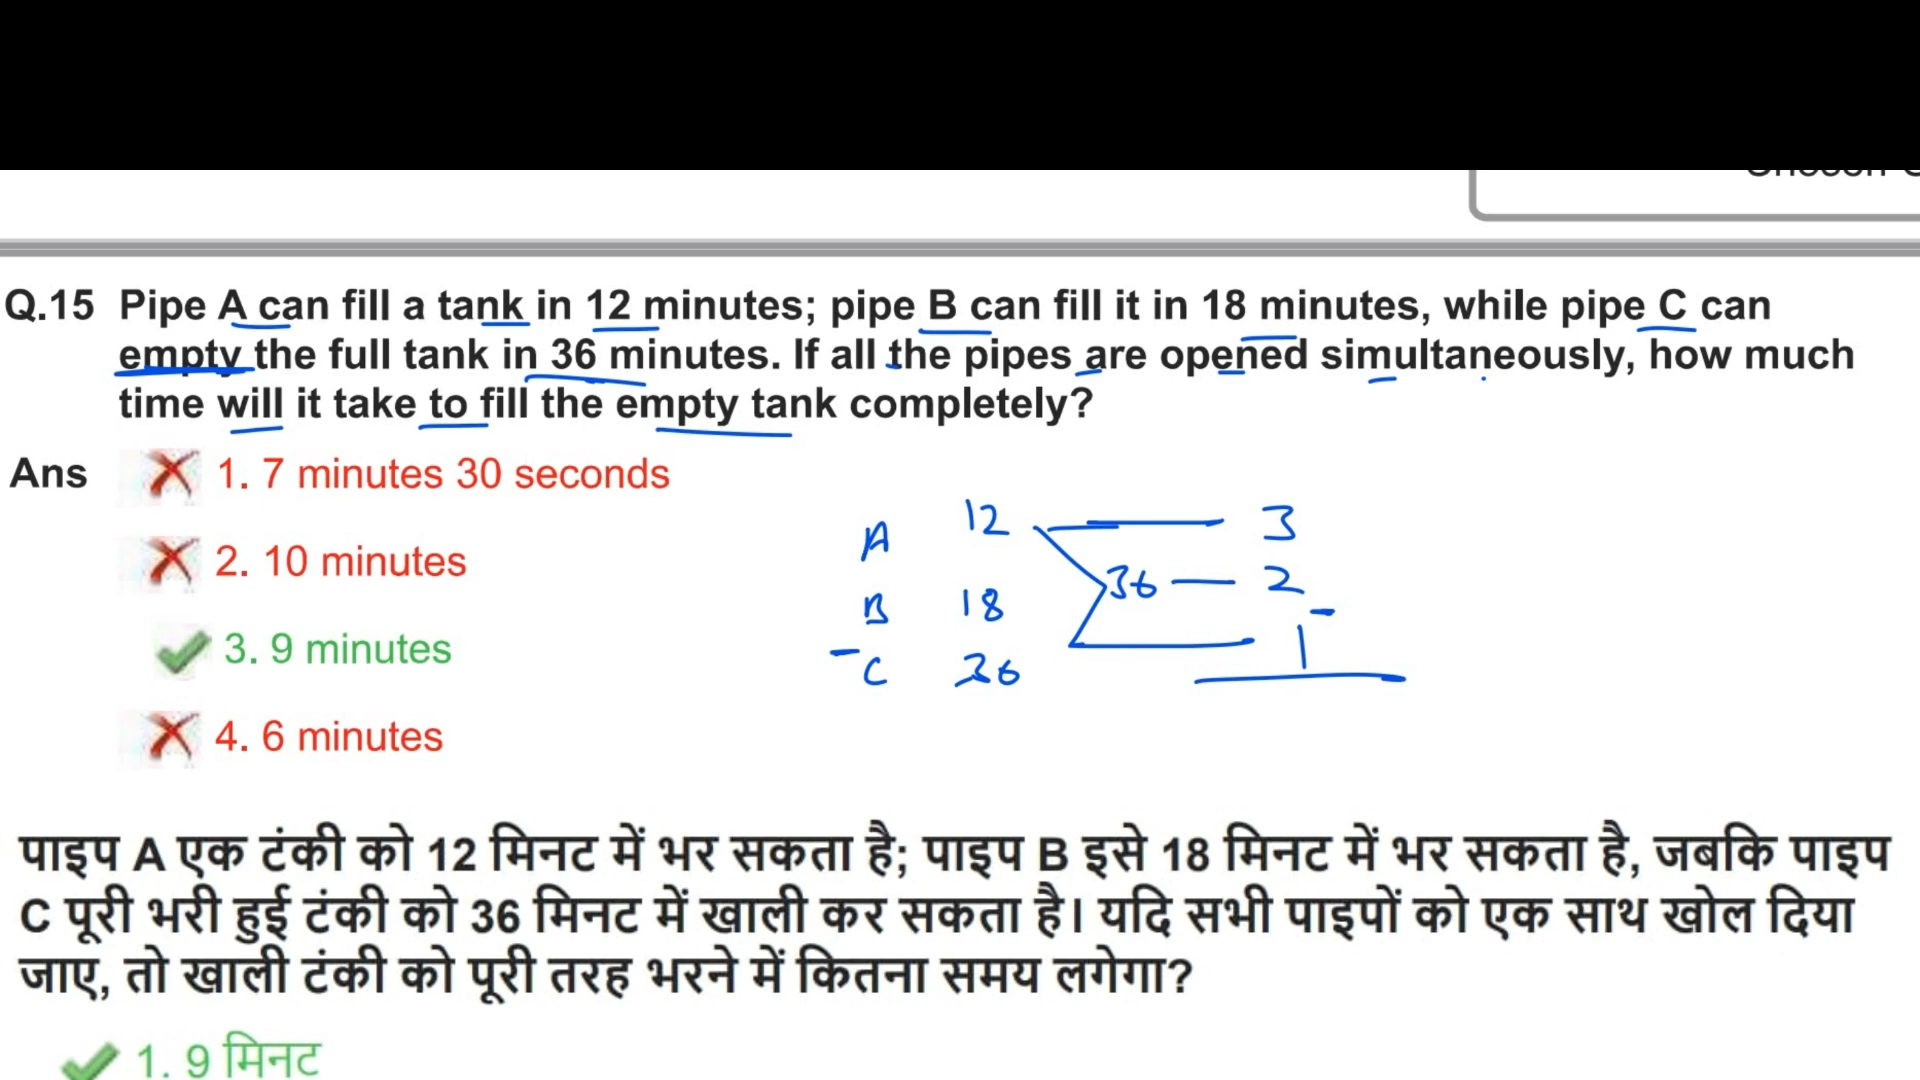 Q.15 Pipe A can fill a tank in 12 minutes; pipe B can fill it in 18 minutes, while pipe C can
empty the full tank in 36 minutes. If all the pipes are opened simultaneously, how much
time will it take to fill the empty tank completely?
Ans 1. 7 minutes 30 seconds
2. 10 minutes
3. 9 minutes
4. 6 minutes
A 12 3
B 18 36 2
- C 36 - 1
पाइप A एक टंकी को 12 मिनट में भर सकता है; पाइप B इसे 18 मिनट में भर सकता है, जबकि पाइप
C पूरी भरी हुई टंकी को 36 मिनट में खाली कर सकता है। यदि सभी पाइपों को एक साथ खोल दिया
जाए, तो खाली टंकी को पूरी तरह भरने में कितना समय लगेगा?
1. 9 मिनट